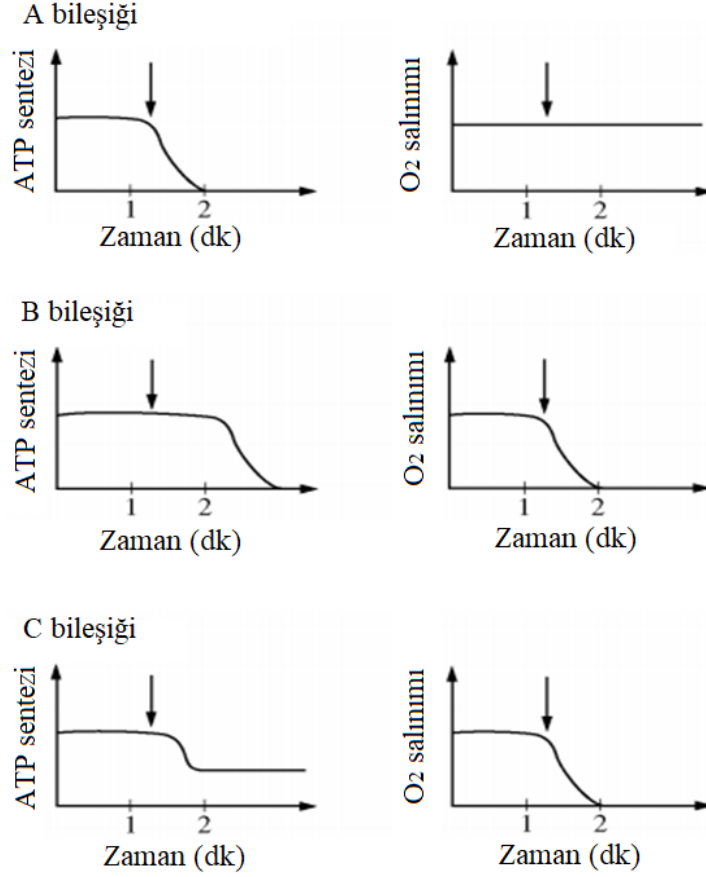 A bileşiği
ATP sentezi
1 2
Zaman (dk)
O2 salınımı
1 2
Zaman (dk)
B bileşiği
ATP sentezi
1 2
Zaman (dk)
O2 salınımı
1 2
Zaman (dk)
C bileşiği
ATP sentezi
1 2
Zaman (dk)
O2 salınımı
1 2
Zaman (dk)